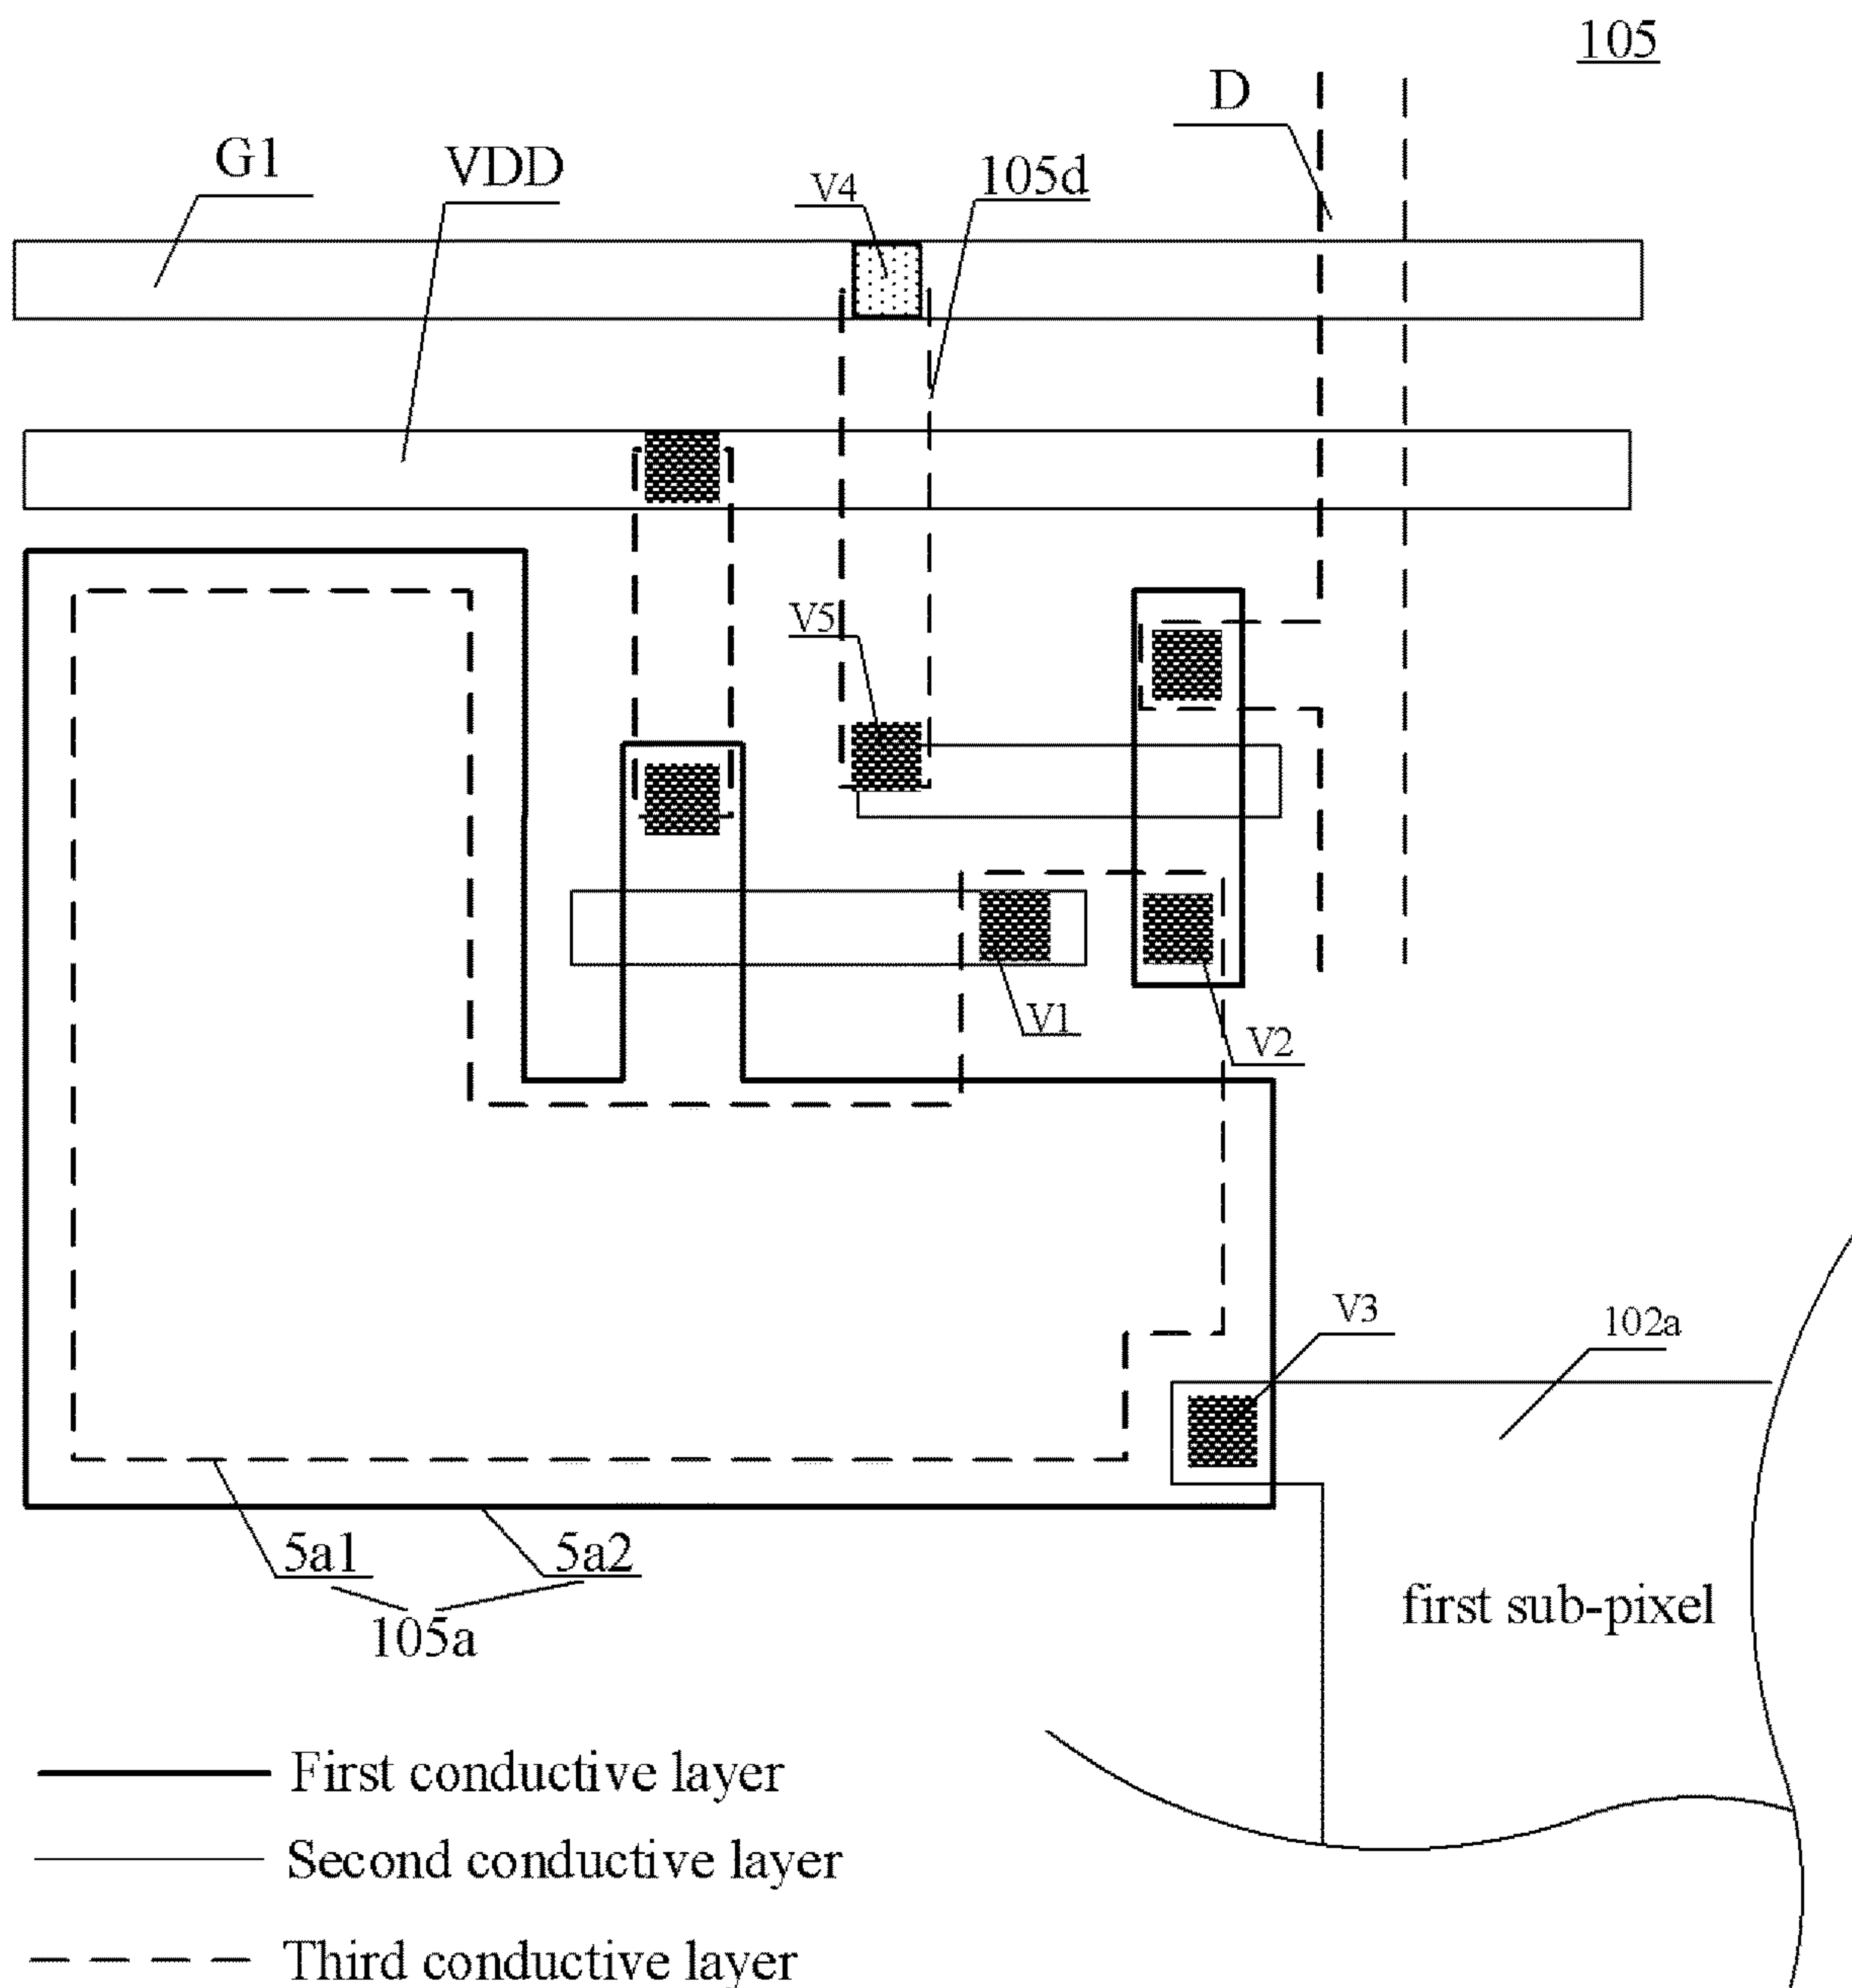 105
D
G1
VDD
V4
105d
V5
V1
V2
V3
102a
5a1
5a2
105a
first sub-pixel
First conductive layer
Second conductive layer
Third conductive layer